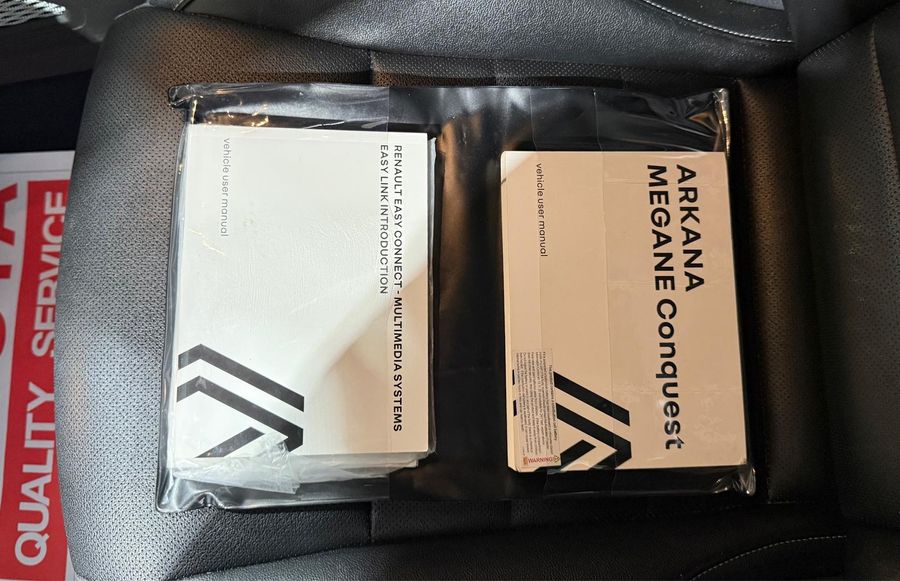 RENAULT EASY CONNECT - MULTIMEDIA SYSTEMS
EASY LINK INTRODUCTION
vehicle user manual
ARKANA
MEGANE Conquest
vehicle user manual
WARNING
QUALITY SERVICE